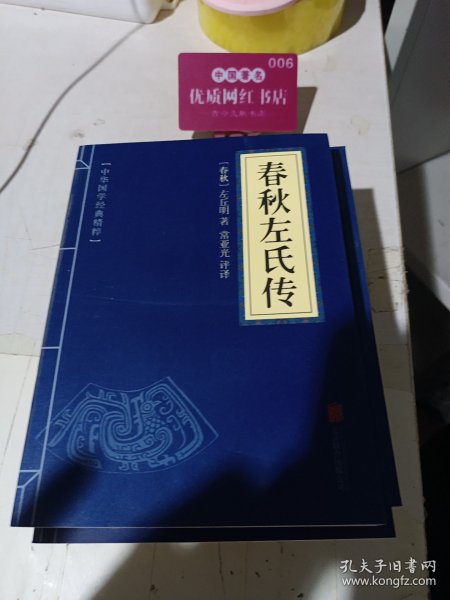 006
中国著名
优质网红书店
春秋左氏传
[春秋]左丘明 著 常亚光 评译
【中华国学经典精粹】
孔夫子旧书网
www.kongfz.com